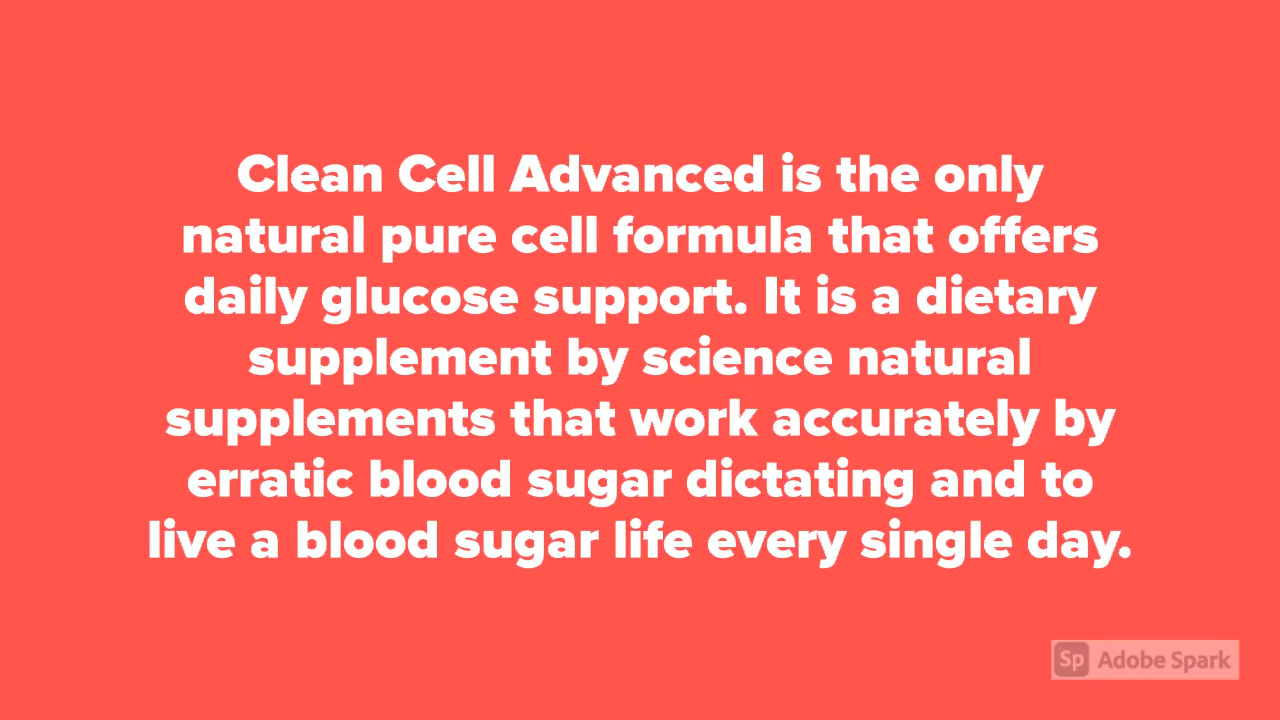 Clean Cell Advanced is the only
natural pure cell formula that offers
daily glucose support. It is a dietary
supplement by science natural
supplements that work accurately by
erratic blood sugar dictating and to
live a blood sugar life every single day.
Sp Adobe Spark